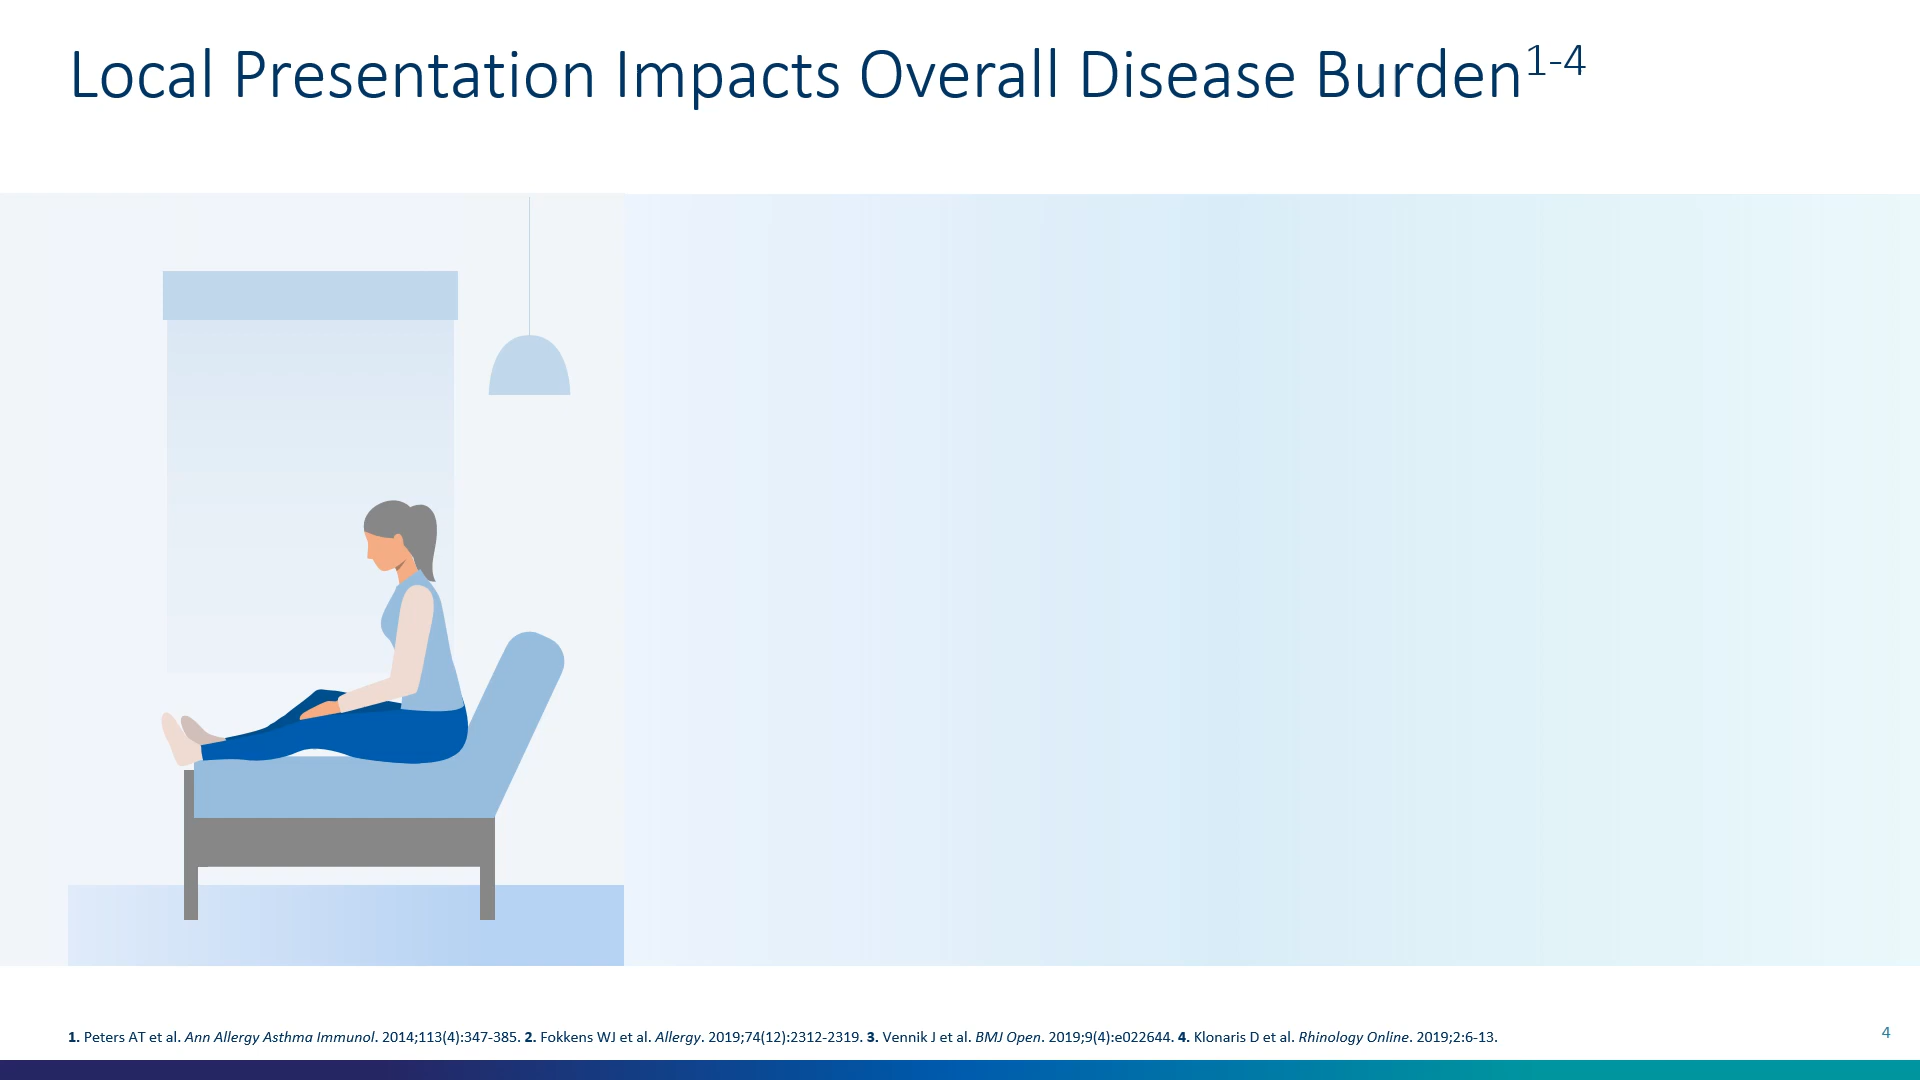 Local Presentation Impacts Overall Disease Burden1-4
1. Peters AT et al. Ann Allergy Asthma Immunol. 2014;113(4):347-385. 2. Fokkens WJ et al. Allergy. 2019;74(12):2312-2319. 3. Vennik J et al. BMJ Open. 2019;9(4):e022644. 4. Klonaris D et al. Rhinology Online. 2019;2:6-13.
4